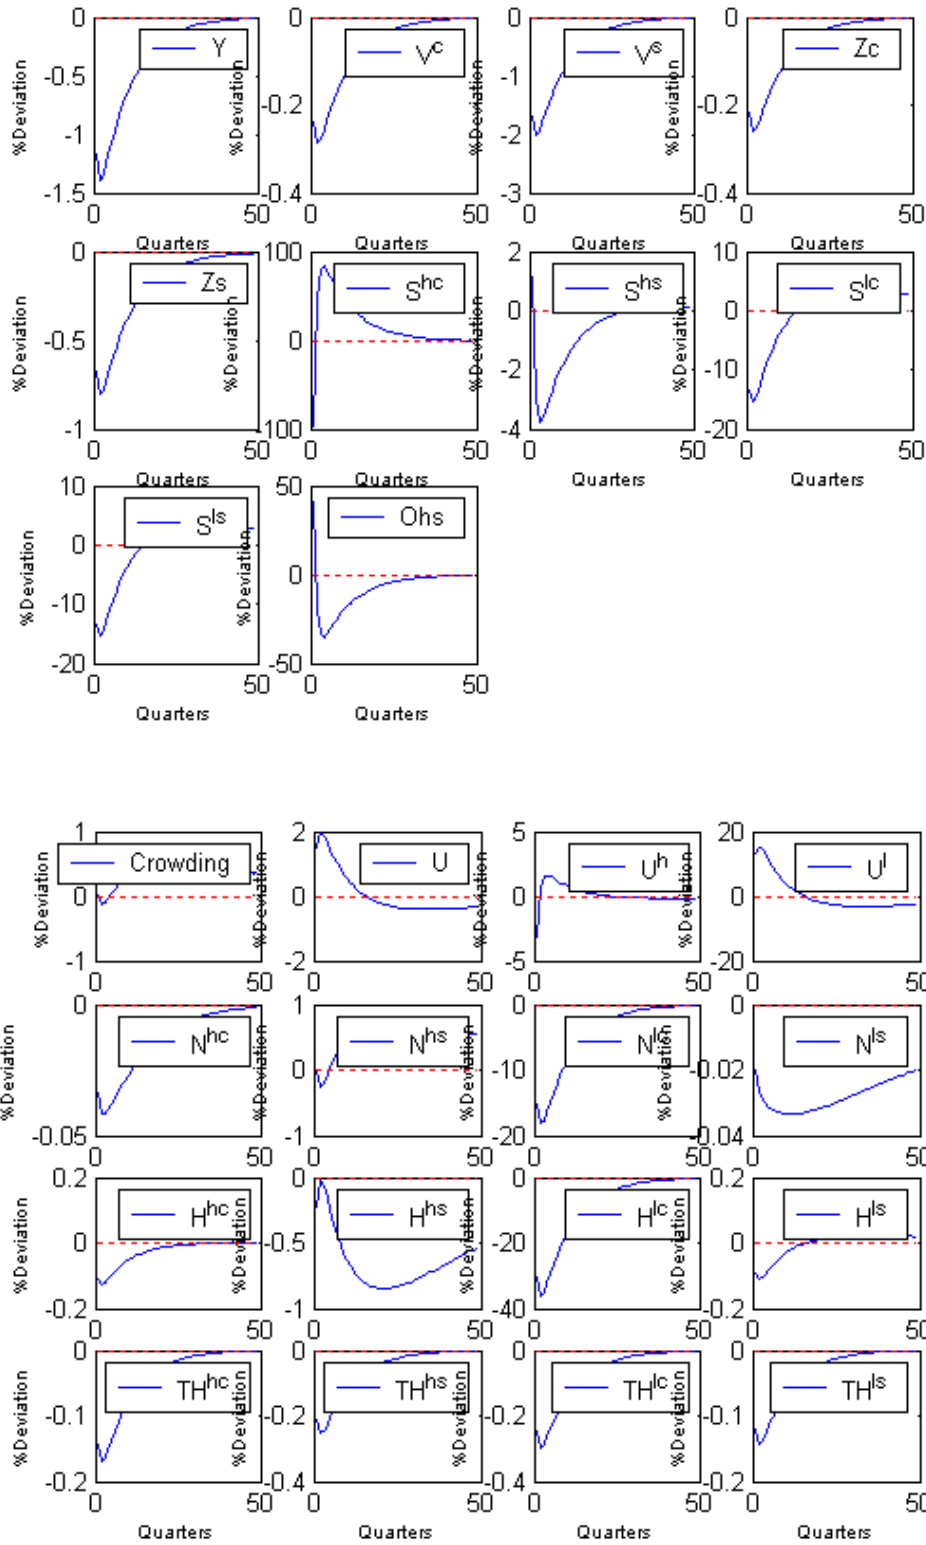 0 0 0 0
Y V^c V^s Zc
-0.5 -1
-0.2 -0.2
-1 -2
-1.5 -0.4 -3 -0.4
%Deviation %Deviation %Deviation %Deviation
0 50 0 50 0 50 0 50
Quarters Quarters Quarters Quarters
0 100 2 10
Zs S^hc S^hs S^lc
0 0
-0.5 0 -2 -10
-1 -100 -4 -20
%Deviation %Deviation %Deviation %Deviation
0 50 0 50 0 50 0 50
Quarters Quarters Quarters Quarters
10 50
S^ls Ohs
0 0
-10
-20 -50
%Deviation %Deviation
0 50 0 50
Quarters Quarters
1 2 5 20
Crowding U U^h U^l
0 0 0 0
-1 -2 -5 -20
%Deviation %Deviation %Deviation %Deviation
0 50 0 50 0 50 0 50
0 1 0 0
N^hc N^hs N^lc N^ls
0 -10 -0.02
-0.05 -1 -20 -0.04
%Deviation %Deviation %Deviation %Deviation
0 50 0 50 0 50 0 50
0.2 0 0 0.2
H^hc H^hs H^lc H^ls
0 -0.5 -20 0
-0.2 -1 -40 -0.2
%Deviation %Deviation %Deviation %Deviation
0 50 0 50 0 50 0 50
0 0 0 0
TH^hc TH^hs TH^lc TH^ls
-0.1 -0.2 -0.2 -0.1
-0.2 -0.4 -0.4 -0.2
%Deviation %Deviation %Deviation %Deviation
0 50 0 50 0 50 0 50
Quarters Quarters Quarters Quarters